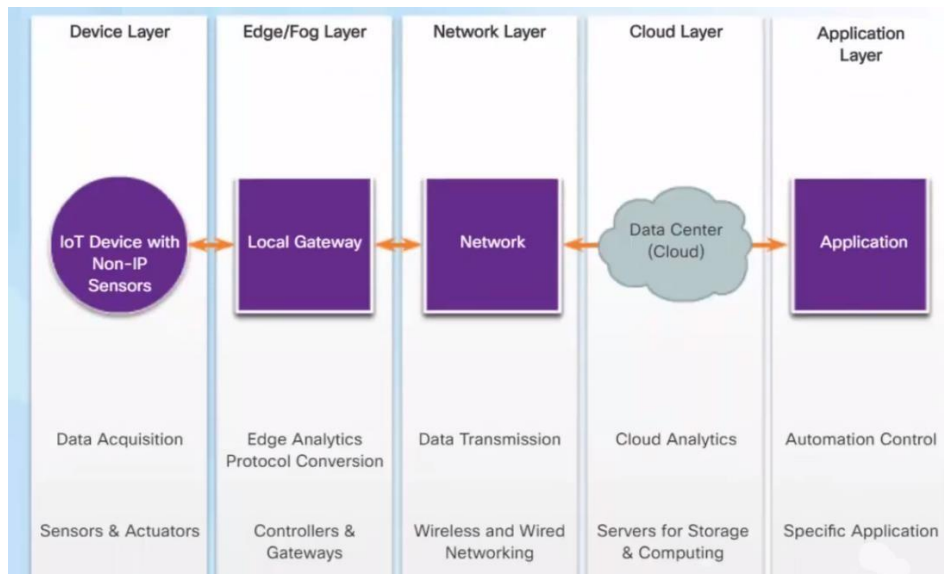 Device Layer
Edge/Fog Layer
Network Layer
Cloud Layer
Application
Layer
IoT Device with
Non-IP
Sensors
Local Gateway
Network
Data Center
(Cloud)
Application
Data Acquisition
Edge Analytics
Protocol Conversion
Data Transmission
Cloud Analytics
Automation Control
Sensors & Actuators
Controllers &
Gateways
Wireless and Wired
Networking
Servers for Storage
& Computing
Specific Application